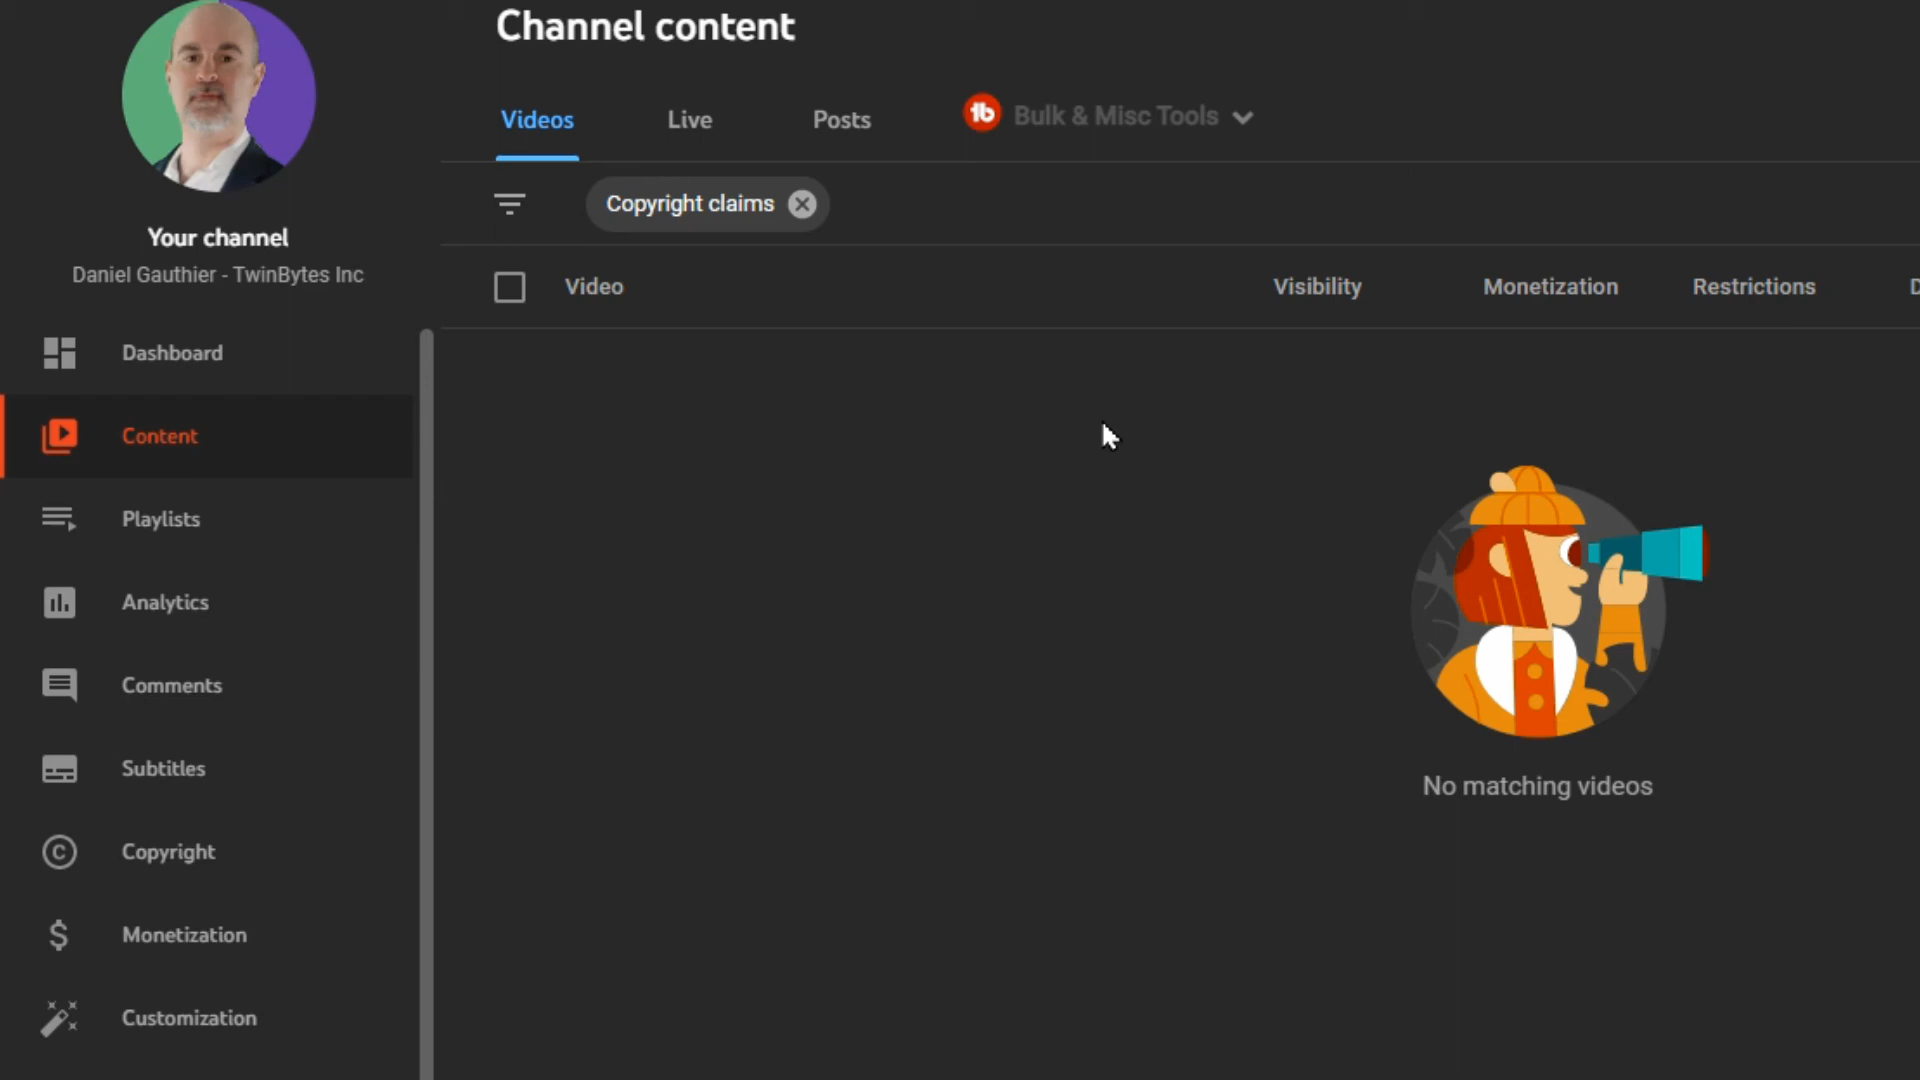 Channel content
Videos
Live
Posts
Bulk & Misc Tools
Copyright claims
Your channel
Daniel Gauthier - TwinBytes Inc
Video
Visibility
Monetization
Restrictions
D
Dashboard
Content
Playlists
Analytics
Comments
Subtitles
Copyright
Monetization
Customization
No matching videos